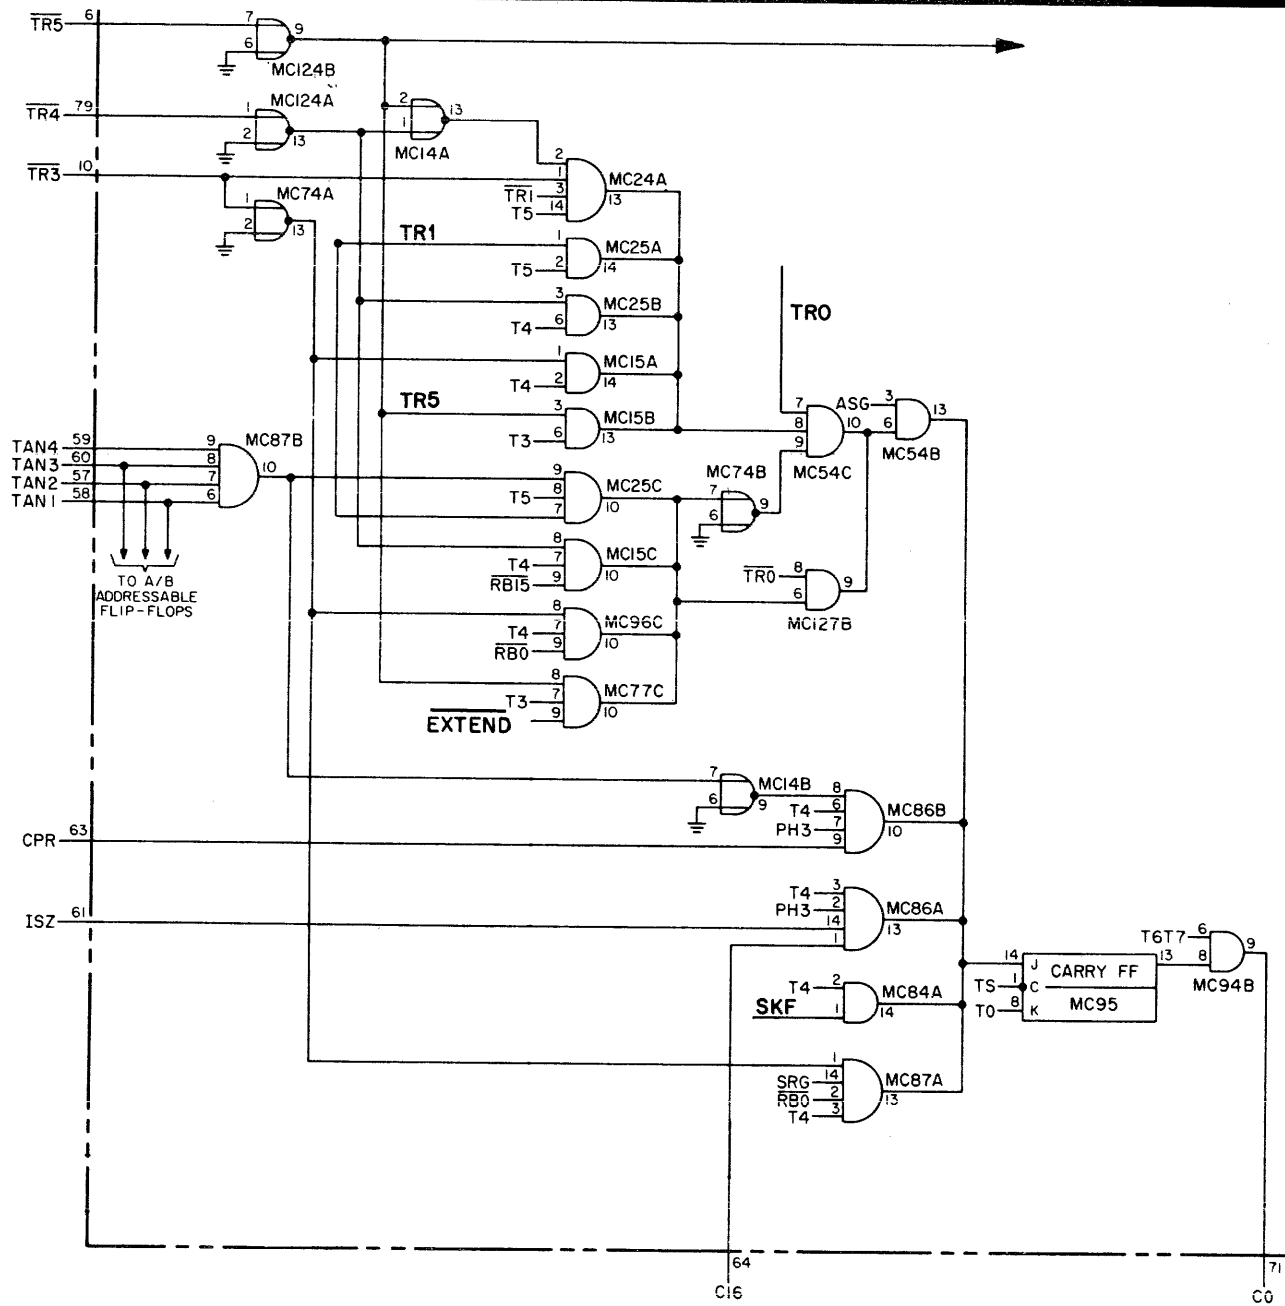 TR5 6 7 6 9 MC124B
MC124A
TR4 79 1 2 13
2 1 13 MC14A
TR3 10
MC74A 1 2 13
2 1 TR1 3 T5 14 MC24A 13
TR1 1 T5 2 MC25A 14
3 T4 6 MC25B 13
TR0
1 T4 2 MC15A 14
TR5 3 T3 6 MC15B 13
7 8 9 10 MC54C
ASG 3 6 13 MC54B
TAN4 59 9
TAN3 60 8
TAN2 57 7
TAN1 58 6
MC87B 10
9 T5 8 7 MC25C 10
MC74B 7 6 9
8 T4 7 RB15 9 MC15C 10
TR0 8 6 9 MC127B
TO A/B
ADDRESSABLE
FLIP-FLOPS
8 T4 7 RB0 9 MC96C 10
8 T3 7 EXTEND 9 MC77C 10
7 6 MC14B 9
8 T4 6 PH3 7 9 MC86B 10
CPR 63
T4 3 PH3 2 14 1 MC86A 13
ISZ 61
T4 2 SKF 1 MC84A 14
14 J CARRY FF 13
TS 1 C
T0 8 K MC95
T6T7 6 8 9 MC94B
1 SRG 14 RB0 2 T4 3 MC87A 13
64 71
C16 C0